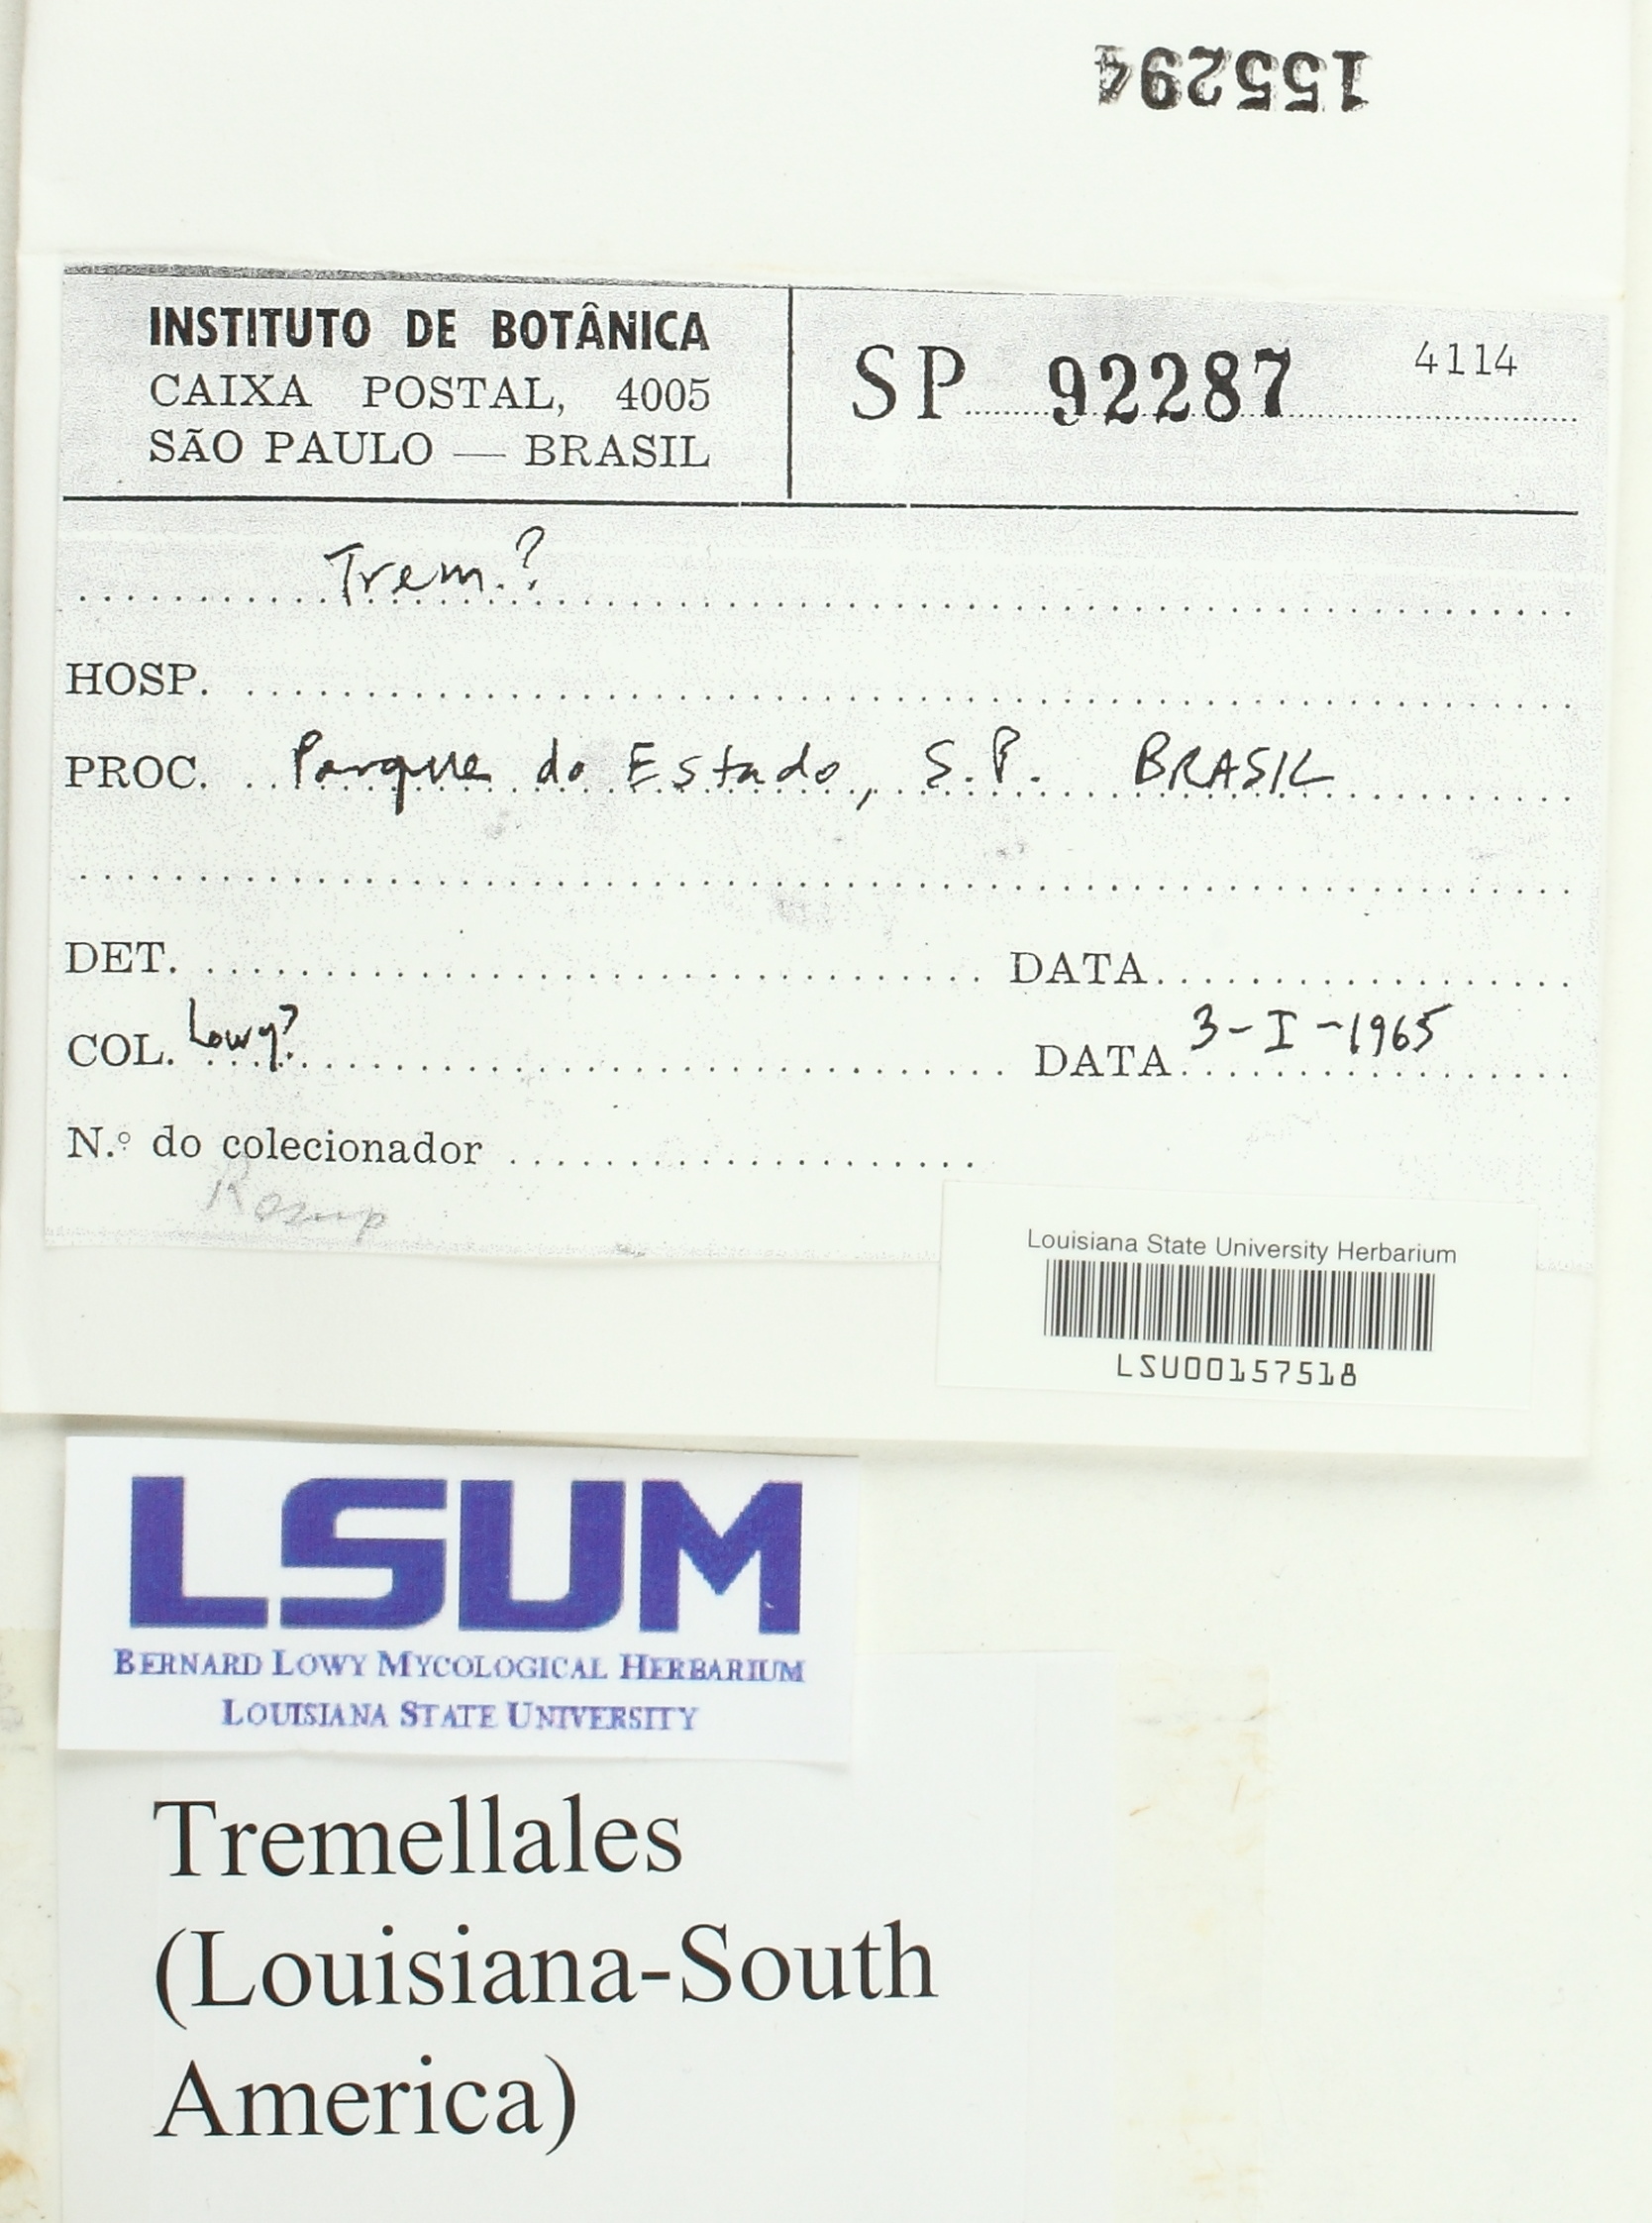 155294
INSTITUTO DE BOTÂNICA
CAIXA POSTAL, 4005
SÃO PAULO — BRASIL
SP 92287 4114
Trem.?
HOSP.
PROC. Parque do Estado, S.P. BRASIL
DET. DATA
COL. Lowy? DATA 3-I-1965
N.º do colecionador
Louisiana State University Herbarium
LSU00157518
LSUM
BERNARD LOWY MYCOLOGICAL HERBARIUM
LOUISIANA STATE UNIVERSITY
Tremellales
(Louisiana-South
America)